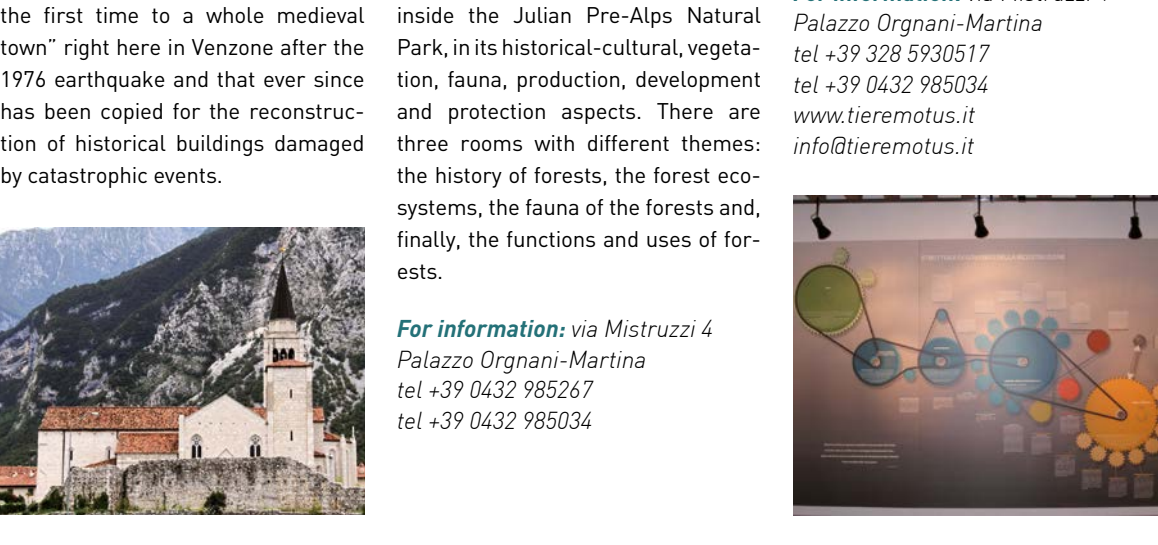 the first time to a whole medieval
town” right here in Venzone after the
1976 earthquake and that ever since
has been copied for the reconstruc-
tion of historical buildings damaged
by catastrophic events.
inside the Julian Pre-Alps Natural
Park, in its historical-cultural, vegeta-
tion, fauna, production, development
and protection aspects. There are
three rooms with different themes:
the history of forests, the forest eco-
systems, the fauna of the forests and,
finally, the functions and uses of for-
ests.
For information: via Mistruzzi 4
Palazzo Orgnani-Martina
tel +39 0432 985267
tel +39 0432 985034
Palazzo Orgnani-Martina
tel +39 328 5930517
tel +39 0432 985034
www.tieremotus.it
info@tieremotus.it